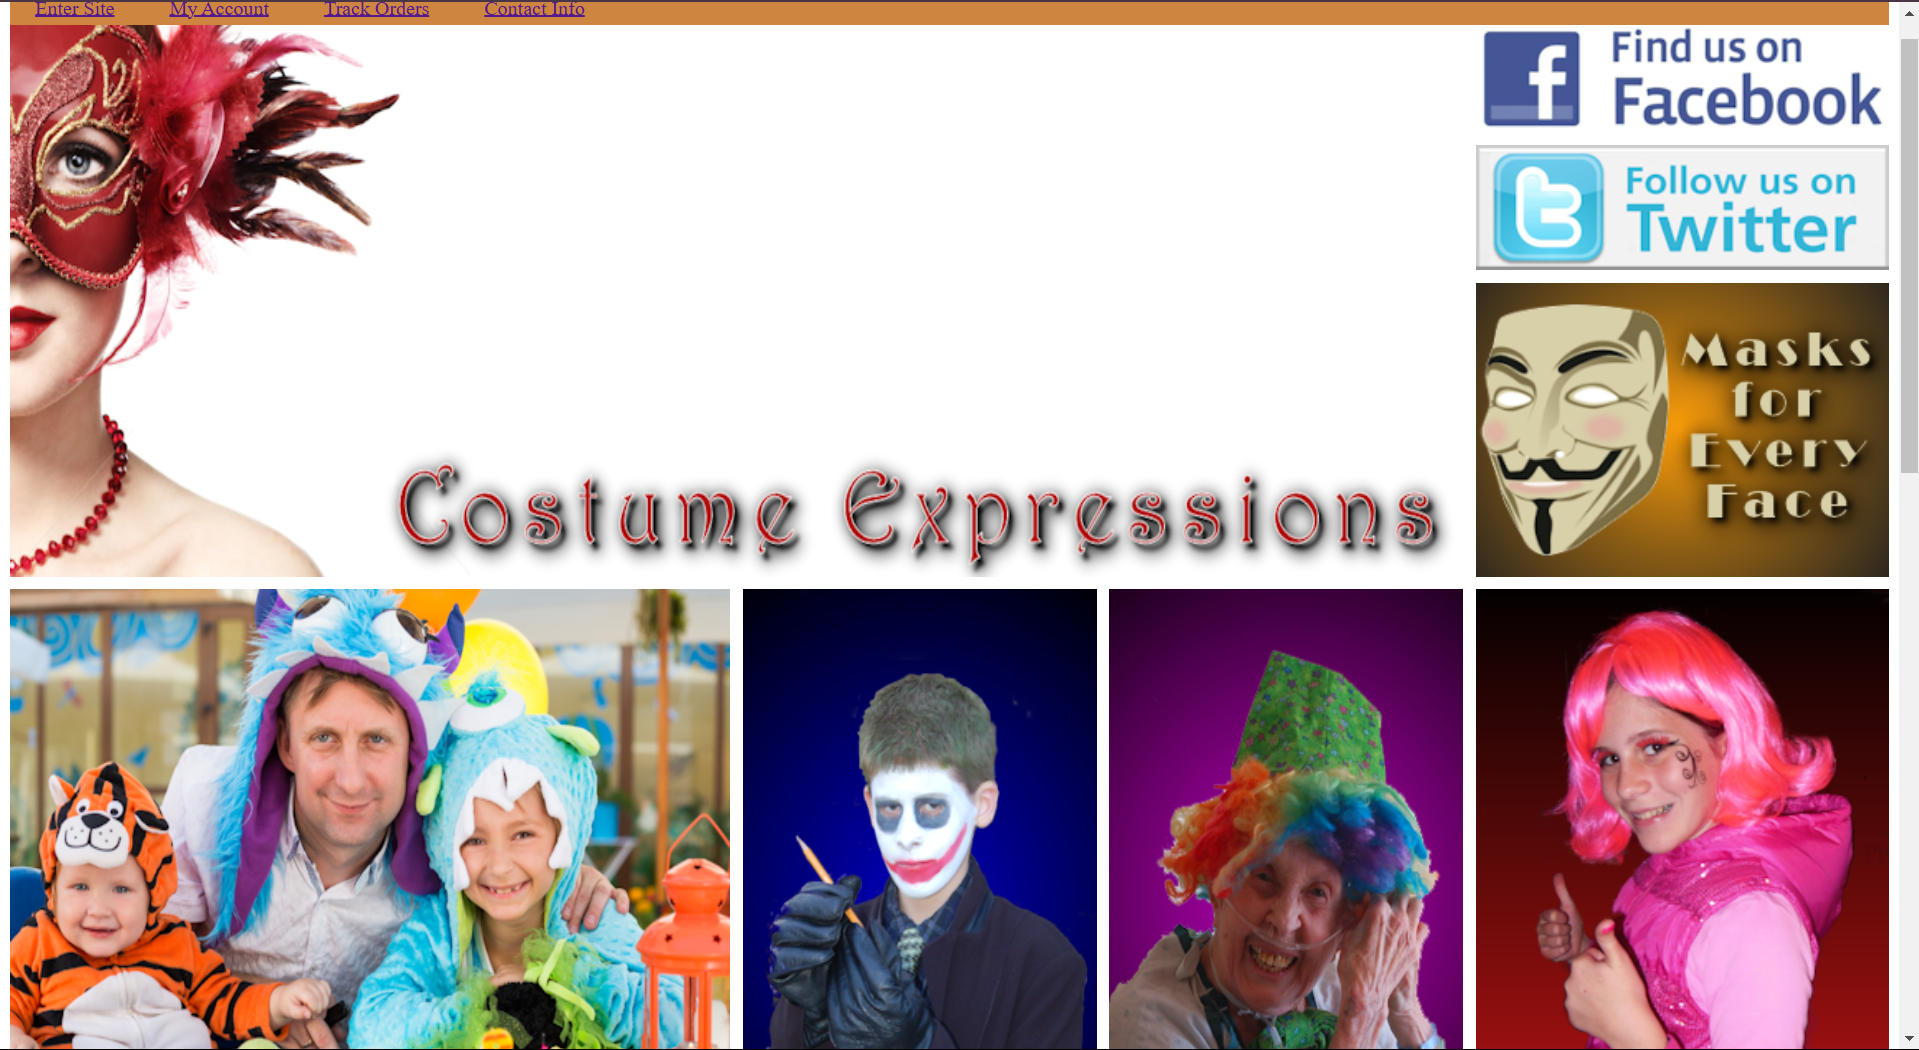 Enter Site My Account Track Orders Contact Info
Find us on
Facebook
Follow us on
Twitter
Masks
for
Every
Face
Costume Expressions